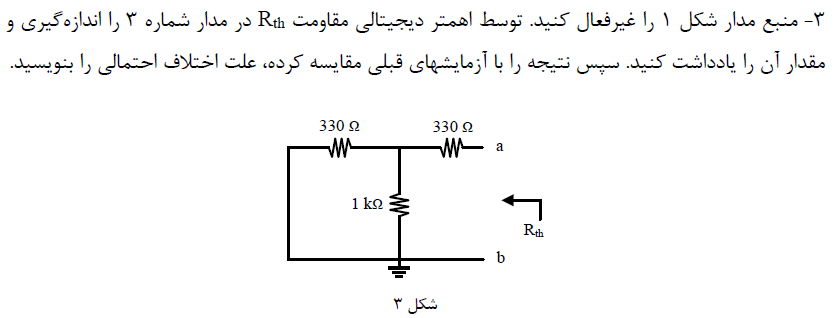 ۳- منبع مدار شکل ۱ را غیرفعال کنید. توسط اهمتر دیجیتالی مقاومت Rth در مدار شماره ۳ را اندازه‌گیری و
مقدار آن را یادداشت کنید. سپس نتیجه را با آزمایشهای قبلی مقایسه کرده، علت اختلاف احتمالی را بنویسید.
330 Ω
330 Ω
a
1 kΩ
Rth
b
شکل ۳